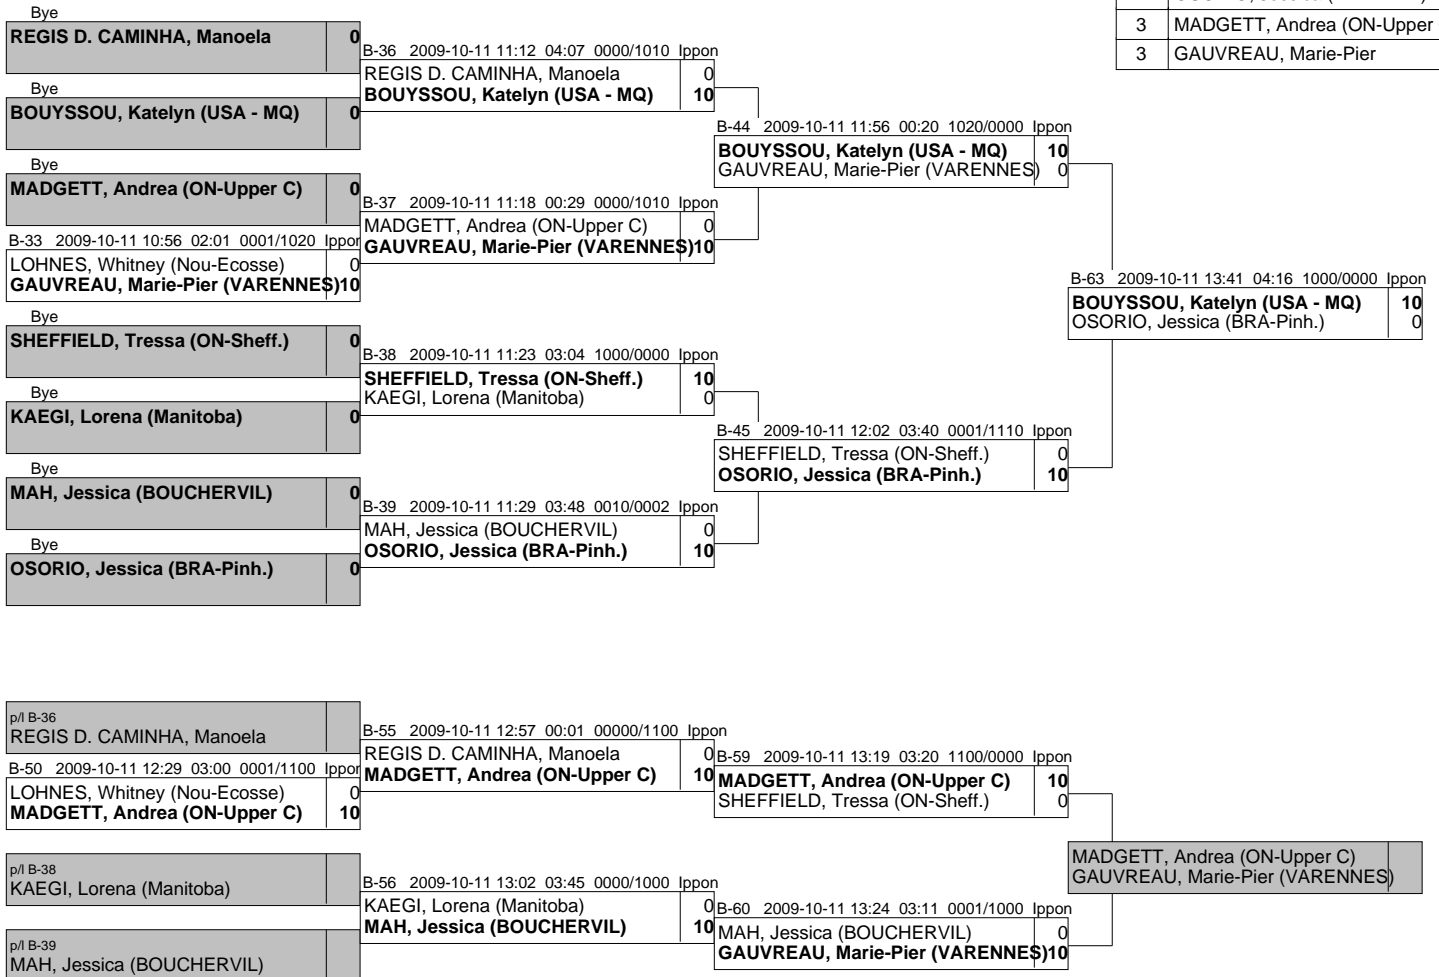 3 MADGETT, Andrea (ON-Upper
3 GAUVREAU, Marie-Pier
Bye
REGIS D. CAMINHA, Manoela 0
B-36 2009-10-11 11:12 04:07 0000/1010 Ippon
REGIS D. CAMINHA, Manoela 0
BOUYSSOU, Katelyn (USA - MQ) 10
Bye
BOUYSSOU, Katelyn (USA - MQ) 0
B-44 2009-10-11 11:56 00:20 1020/0000 Ippon
BOUYSSOU, Katelyn (USA - MQ) 10
GAUVREAU, Marie-Pier (VARENNES) 0
Bye
MADGETT, Andrea (ON-Upper C) 0
B-37 2009-10-11 11:18 00:29 0000/1010 Ippon
MADGETT, Andrea (ON-Upper C) 0
GAUVREAU, Marie-Pier (VARENNES)10
B-33 2009-10-11 10:56 02:01 0001/1020 Ippon
LOHNES, Whitney (Nou-Ecosse) 0
GAUVREAU, Marie-Pier (VARENNES)10
B-63 2009-10-11 13:41 04:16 1000/0000 Ippon
BOUYSSOU, Katelyn (USA - MQ) 10
OSORIO, Jessica (BRA-Pinh.) 0
Bye
SHEFFIELD, Tressa (ON-Sheff.) 0
B-38 2009-10-11 11:23 03:04 1000/0000 Ippon
SHEFFIELD, Tressa (ON-Sheff.) 10
KAEGI, Lorena (Manitoba) 0
Bye
KAEGI, Lorena (Manitoba) 0
B-45 2009-10-11 12:02 03:40 0001/1110 Ippon
SHEFFIELD, Tressa (ON-Sheff.) 0
OSORIO, Jessica (BRA-Pinh.) 10
Bye
MAH, Jessica (BOUCHERVIL) 0
B-39 2009-10-11 11:29 03:48 0010/0002 Ippon
MAH, Jessica (BOUCHERVIL) 0
OSORIO, Jessica (BRA-Pinh.) 10
Bye
OSORIO, Jessica (BRA-Pinh.) 0
p/l B-36
REGIS D. CAMINHA, Manoela
B-55 2009-10-11 12:57 00:01 00000/1100 Ippon
REGIS D. CAMINHA, Manoela 0
MADGETT, Andrea (ON-Upper C) 10
B-50 2009-10-11 12:29 03:00 0001/1100 Ippon
LOHNES, Whitney (Nou-Ecosse) 0
MADGETT, Andrea (ON-Upper C) 10
B-59 2009-10-11 13:19 03:20 1100/0000 Ippon
MADGETT, Andrea (ON-Upper C) 10
SHEFFIELD, Tressa (ON-Sheff.) 0
MADGETT, Andrea (ON-Upper C)
GAUVREAU, Marie-Pier (VARENNES)
p/l B-38
KAEGI, Lorena (Manitoba)
B-56 2009-10-11 13:02 03:45 0000/1000 Ippon
KAEGI, Lorena (Manitoba) 0
MAH, Jessica (BOUCHERVIL) 10
B-60 2009-10-11 13:24 03:11 0001/1000 Ippon
MAH, Jessica (BOUCHERVIL) 0
GAUVREAU, Marie-Pier (VARENNES)10
p/l B-39
MAH, Jessica (BOUCHERVIL)